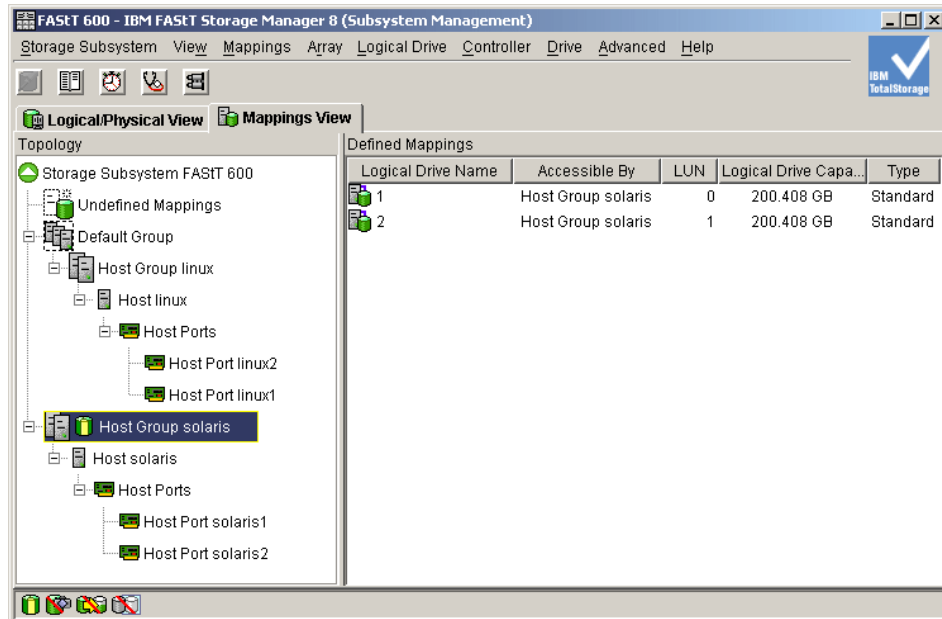 FAStT 600 - IBM FAStT Storage Manager 8 (Subsystem Management)
Storage Subsystem View Mappings Array Logical Drive Controller Drive Advanced Help
IBM
TotalStorage
Logical/Physical View Mappings View
Topology
Defined Mappings
Storage Subsystem FAStT 600
Undefined Mappings
Default Group
Host Group linux
Host linux
Host Ports
Host Port linux2
Host Port linux1
Host Group solaris
Host solaris
Host Ports
Host Port solaris1
Host Port solaris2
Logical Drive Name Accessible By LUN Logical Drive Capa... Type
1 Host Group solaris 0 200.408 GB Standard
2 Host Group solaris 1 200.408 GB Standard